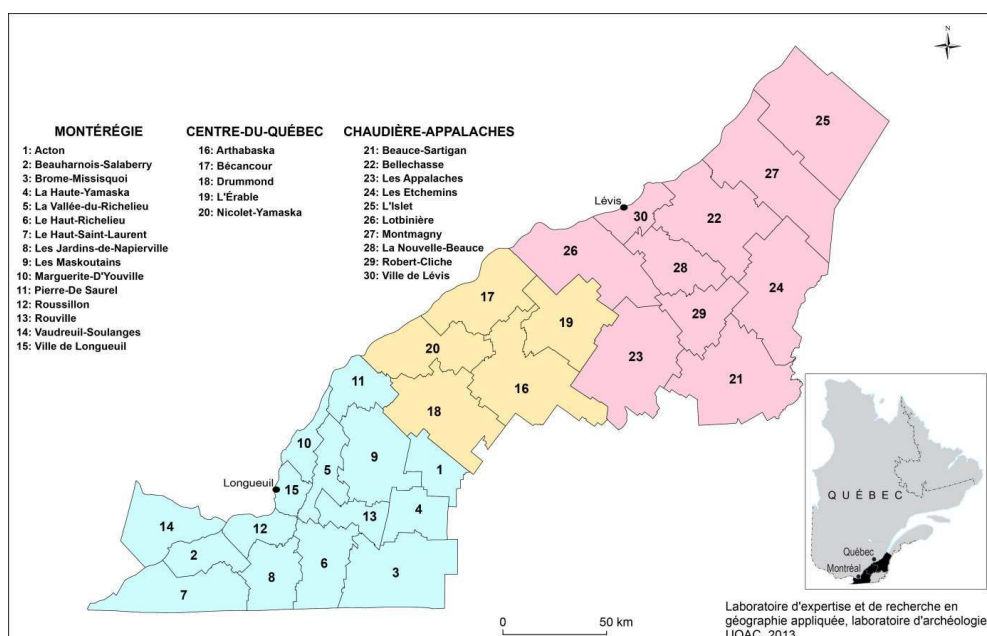 N
MONTÉRÉGIE
1: Acton
2: Beauharnois-Salaberry
3: Brome-Missisquoi
4: La Haute-Yamaska
5: La Vallée-du-Richelieu
6: Le Haut-Richelieu
7: Le Haut-Saint-Laurent
8: Les Jardins-de-Napierville
9: Les Maskoutains
10: Marguerite-D'Youville
11: Pierre-De Saurel
12: Roussillon
13: Rouville
14: Vaudreuil-Soulanges
15: Ville de Longueuil
CENTRE-DU-QUÉBEC
16: Arthabaska
17: Bécancour
18: Drummond
19: L'Érable
20: Nicolet-Yamaska
CHAUDIÈRE-APPALACHES
21: Beauce-Sartigan
22: Bellechasse
23: Les Appalaches
24: Les Etchemins
25: L'Islet
26: Lotbinière
27: Montmagny
28: La Nouvelle-Beauce
29: Robert-Cliche
30: Ville de Lévis
25
27
Lévis
30
22
26
28
24
17
29
19
20
23
21
11
16
18
10
9
5
1
Longueuil
15
13
4
14
12
2
6
3
8
7
QUÉBEC
Québec
Montréal
0 50 km
Laboratoire d'expertise et de recherche en
géographie appliquée, laboratoire d'archéologie
UQAC, 2013